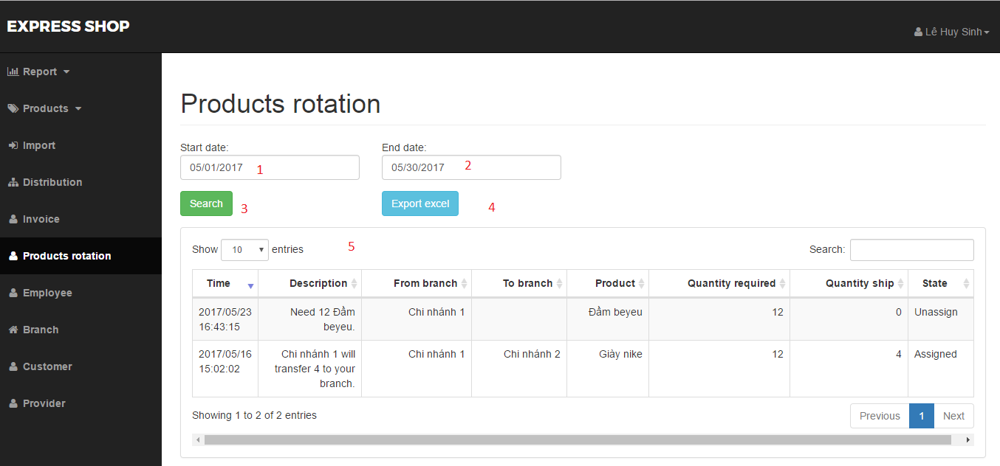 EXPRESS SHOP
Lê Huy Sinh
Report
Products
Import
Distribution
Invoice
Products rotation
Employee
Branch
Customer
Provider
Products rotation
Start date: End date:
05/01/2017 1 05/30/2017 2
Search 3 Export excel 4
Show 10 entries 5 Search:
Time Description From branch To branch Product Quantity required Quantity ship State
2017/05/23 Need 12 Đầm Chi nhánh 1 Đầm beyeu 12 0 Unassign
16:43:15 beyeu.
2017/05/16 Chi nhánh 1 will Chi nhánh 1 Chi nhánh 2 Giày nike 12 4 Assigned
15:02:02 transfer 4 to your
branch.
Showing 1 to 2 of 2 entries Previous 1 Next